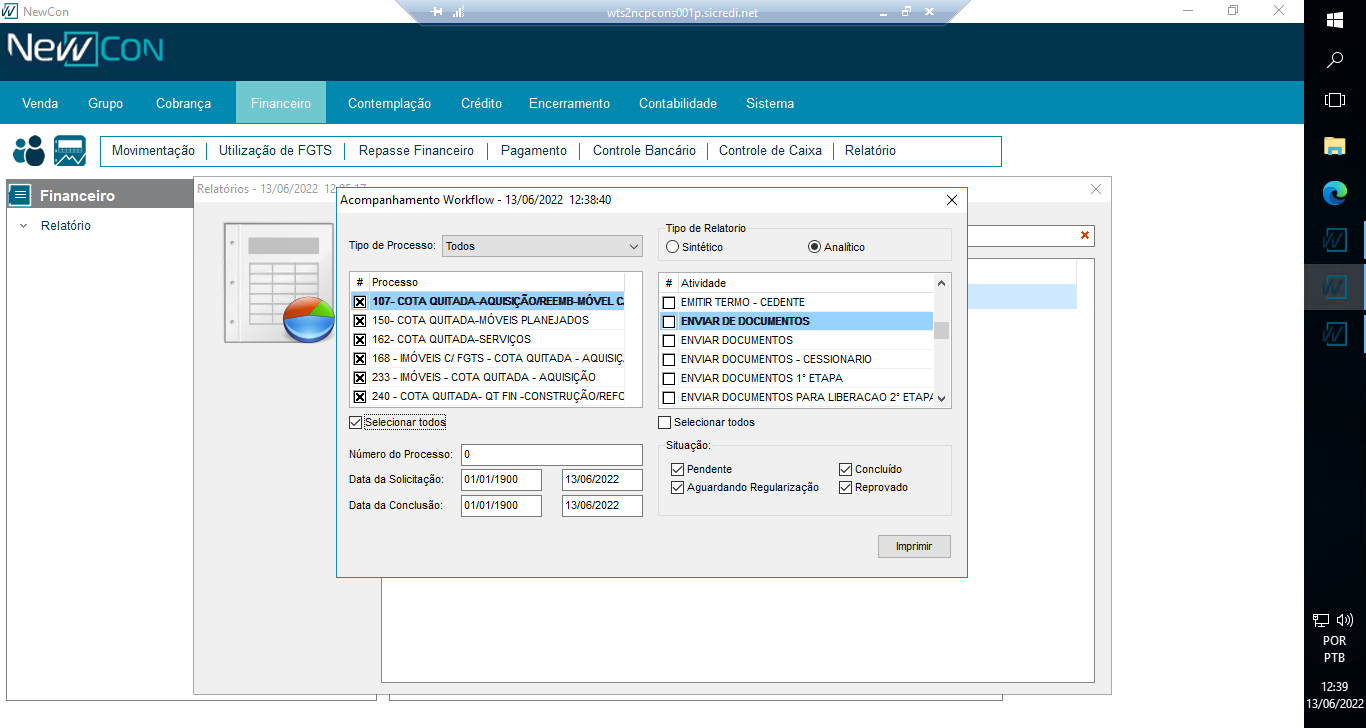 NewCon
wts2ncpcons001p.sicredi.net
NewCon
Venda Grupo Cobrança Financeiro Contemplação Crédito Encerramento Contabilidade Sistema
Movimentação Utilização de FGTS Repasse Financeiro Pagamento Controle Bancário Controle de Caixa Relatório
Financeiro
Relatório
Relatórios - 13/06/2022
Acompanhamento Workflow - 13/06/2022 12:38:40
Tipo de Processo: Todos
Tipo de Relatorio
Sintético Analítico
# Processo
107- COTA QUITADA-AQUISIÇÃO/REEMB-MÓVEL C
150- COTA QUITADA-MÓVEIS PLANEJADOS
162- COTA QUITADA-SERVIÇOS
168 - IMÓVEIS C/ FGTS - COTA QUITADA - AQUISIÇ
233 - IMÓVEIS - COTA QUITADA - AQUISIÇÃO
240 - COTA QUITADA- QT FIN -CONSTRUÇÃO/REFO
Selecionar todos
# Atividade
EMITIR TERMO - CEDENTE
ENVIAR DE DOCUMENTOS
ENVIAR DOCUMENTOS
ENVIAR DOCUMENTOS - CESSIONARIO
ENVIAR DOCUMENTOS 1° ETAPA
ENVIAR DOCUMENTOS PARA LIBERACAO 2° ETAPA
Selecionar todos
Número do Processo: 0
Data da Solicitação: 01/01/1900 13/06/2022
Data da Conclusão: 01/01/1900 13/06/2022
Situação:
Pendente Concluído
Aguardando Regularização Reprovado
Imprimir
POR
PTB
12:39
13/06/2022